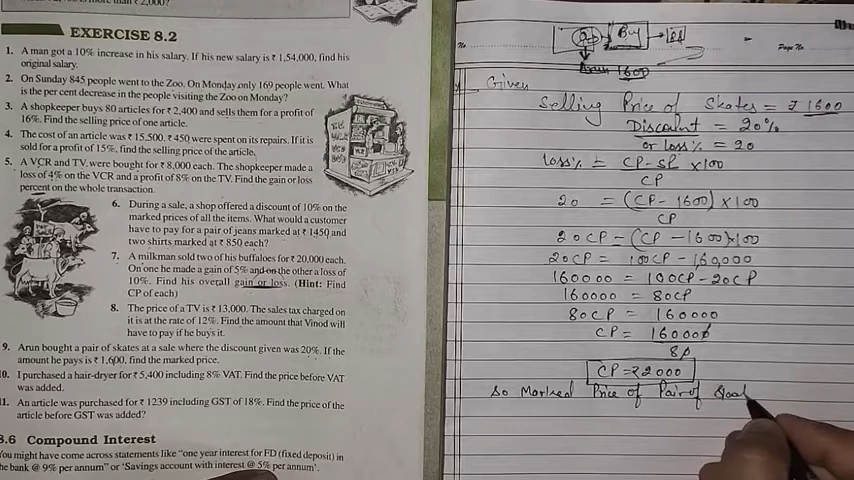 EXERCISE 8.2
1. A man got a 10% increase in his salary. If his new salary is ₹ 1,54,000, find his
original salary.
2. On Sunday 845 people went to the Zoo. On Monday only 169 people went. What
is the per cent decrease in the people visiting the Zoo on Monday?
3. A shopkeeper buys 80 articles for ₹ 2,400 and sells them for a profit of
16%. Find the selling price of one article.
4. The cost of an article was ₹ 15,500. ₹ 450 were spent on its repairs. If it is
sold for a profit of 15%, find the selling price of the article.
5. A VCR and TV were bought for ₹ 8,000 each. The shopkeeper made a
loss of 4% on the VCR and a profit of 8% on the TV. Find the gain or loss
percent on the whole transaction.
6. During a sale, a shop offered a discount of 10% on the
marked prices of all the items. What would a customer
have to pay for a pair of jeans marked at ₹ 1450 and
two shirts marked at ₹ 850 each?
7. A milkman sold two of his buffaloes for ₹ 20,000 each.
On one he made a gain of 5% and on the other a loss of
10%. Find his overall gain or loss. (Hint: Find
CP of each)
8. The price of a TV is ₹ 13,000. The sales tax charged on
it is at the rate of 12%. Find the amount that Vinod will
have to pay if he buys it.
9. Arun bought a pair of skates at a sale where the discount given was 20%. If the
amount he pays is ₹ 1,600, find the marked price.
10. I purchased a hair-dryer for ₹ 5,400 including 8% VAT. Find the price before VAT
was added.
11. An article was purchased for ₹ 1239 including GST of 18%. Find the price of the
article before GST was added?
8.6 Compound Interest
You might have come across statements like "one year interest for FD (fixed deposit) in
the bank @ 9% per annum" or 'Savings account with interest @ 5% per annum'.
Buy
No
Page No.
Arun 1600
Given
Selling Price of Skates = ₹ 1600
Discount = 20%
or loss% = 20
loss% = CP-SP x100
CP
20 = (CP - 1600) x 100
CP
20CP = (CP - 1600)x100
20CP = 100CP - 160,000
160000 = 100CP - 20CP
160000 = 80CP
80CP = 160000
CP = 160000
80
CP = ₹2000
So Marked Price of Pair of